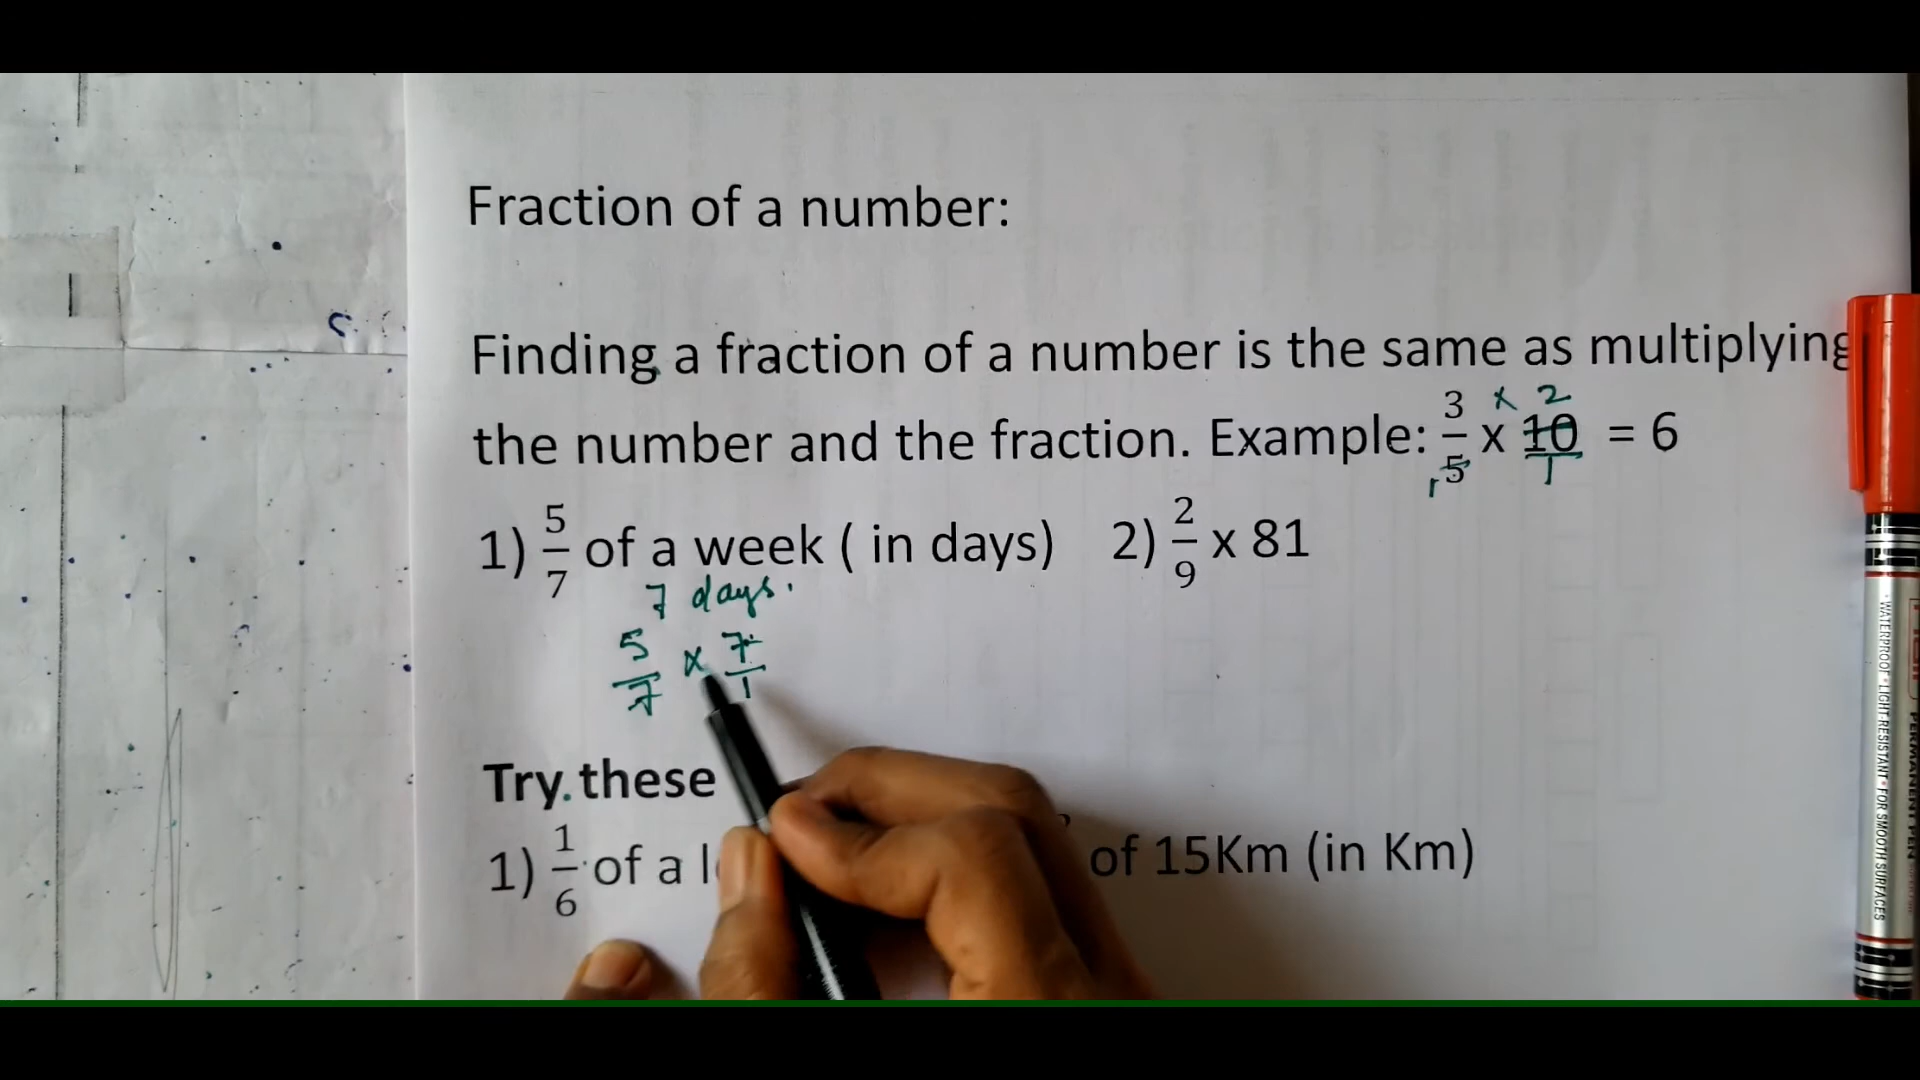 Fraction of a number:
Finding a fraction of a number is the same as multiplying
x 2
the number and the fraction. Example: 3/5 x 10 = 6
1 1
1) 5/7 of a week ( in days) 2) 2/9 x 81
7 days.
5/7 x 7/1
Try these
1) 1/6 of a of 15Km (in Km)
WATERPROOF · LIGHT RESISTANT · FOR SMOOTH SURFACES
PERMANENT PEN